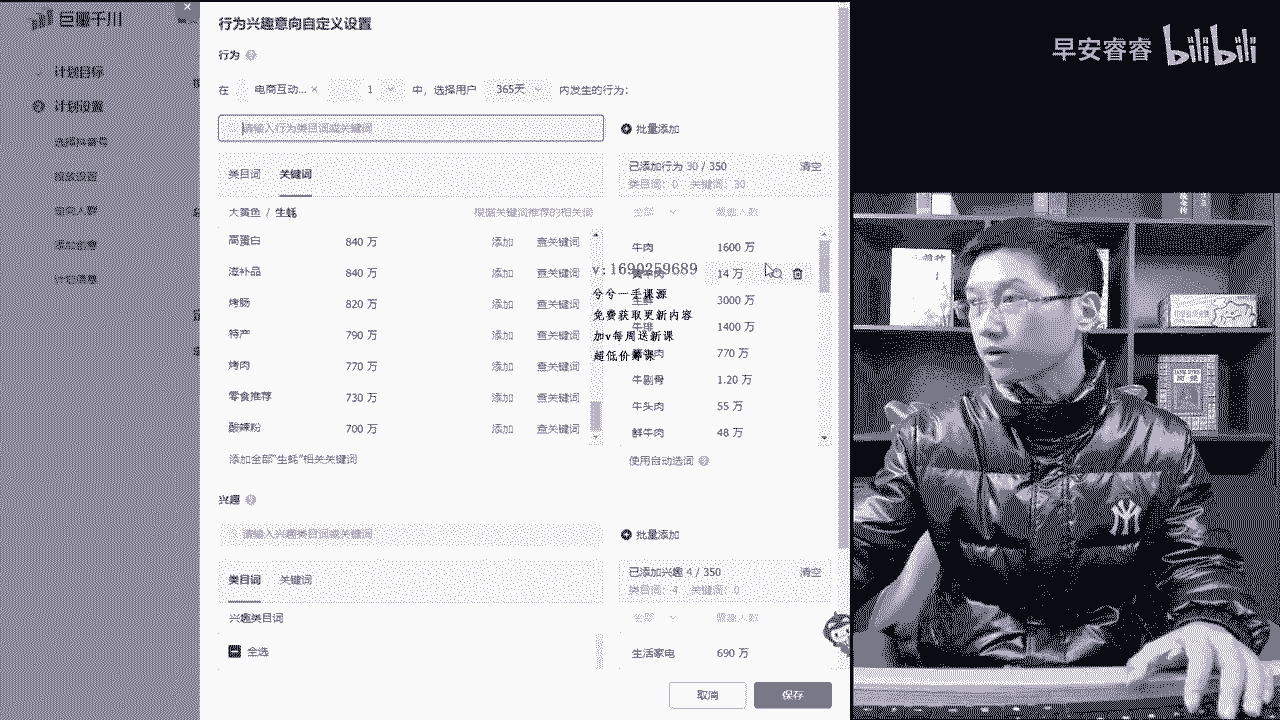 巨量千川
行为兴趣意向自定义设置
行为
在 电商互动... × 1 中，选择用户 365天 内发生的行为：
请输入行为类目词或关键词
批量添加
类目词 关键词
已添加行为 30 / 350 清空
类目词：0 关键词：30
大黄鱼 / 生蚝 根据关键词推荐的相关词
全部 覆盖人数
高蛋白 840 万 添加 查关键词
滋补品 840 万 添加 查关键词
烤肠 820 万 添加 查关键词
特产 790 万 添加 查关键词
烤肉 770 万 添加 查关键词
零食推荐 730 万 添加 查关键词
酸辣粉 700 万 添加 查关键词
添加全部"生蚝"相关关键词
牛肉 1600 万
14 万
3000 万
牛排 1400 万
770 万
牛剔骨 1.20 万
牛头肉 55 万
鲜牛肉 48 万
使用自动选词
v:1690259689
兮兮一手课源
免费获取更新内容
加v每周送新课
超低价筹课
兴趣
请输入兴趣类目词或关键词
批量添加
类目词 关键词
已添加兴趣 4 / 350 清空
类目词：4 关键词：0
兴趣类目词
全部 覆盖人数
全选
生活家电 690 万
取消 保存
计划目标
计划设置
选择抖音号
投放设置
定向人群
添加创意
计划信息
早安睿睿 bilibili